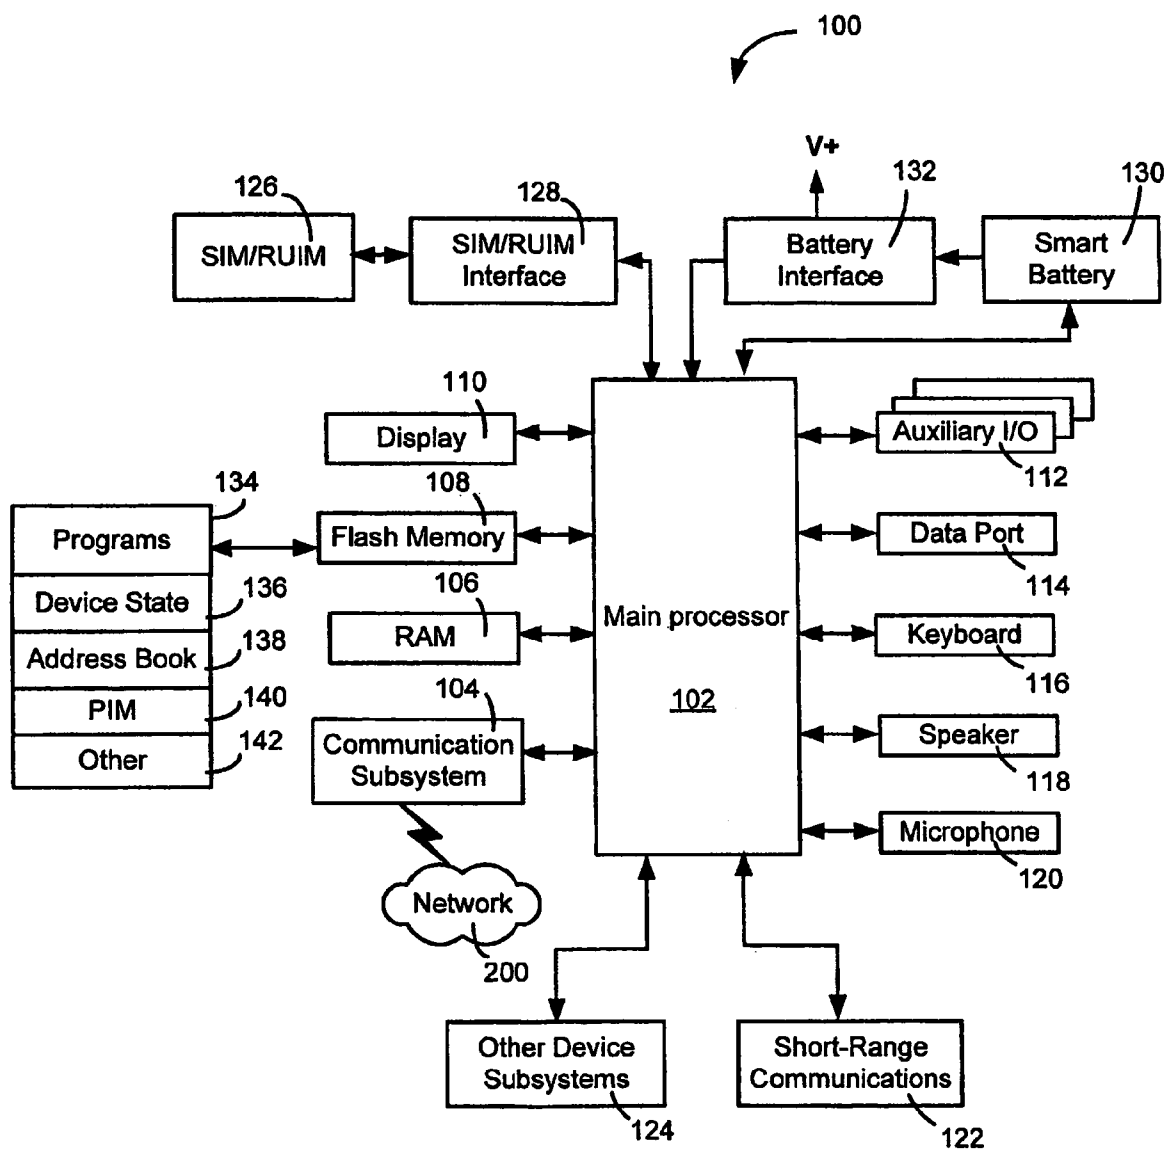 100
V+
126
128
132
130
SIM/RUIM
SIM/RUIM
Interface
Battery
Interface
Smart
Battery
110
Display
Auxiliary I/O
112
134
108
Programs
Flash Memory
Data Port
114
136
Device State
106
RAM
Main processor
102
Keyboard
116
138
Address Book
140
PIM
142
Other
104
Communication
Subsystem
Speaker
118
Microphone
120
Network
200
Other Device
Subsystems
124
Short-Range
Communications
122